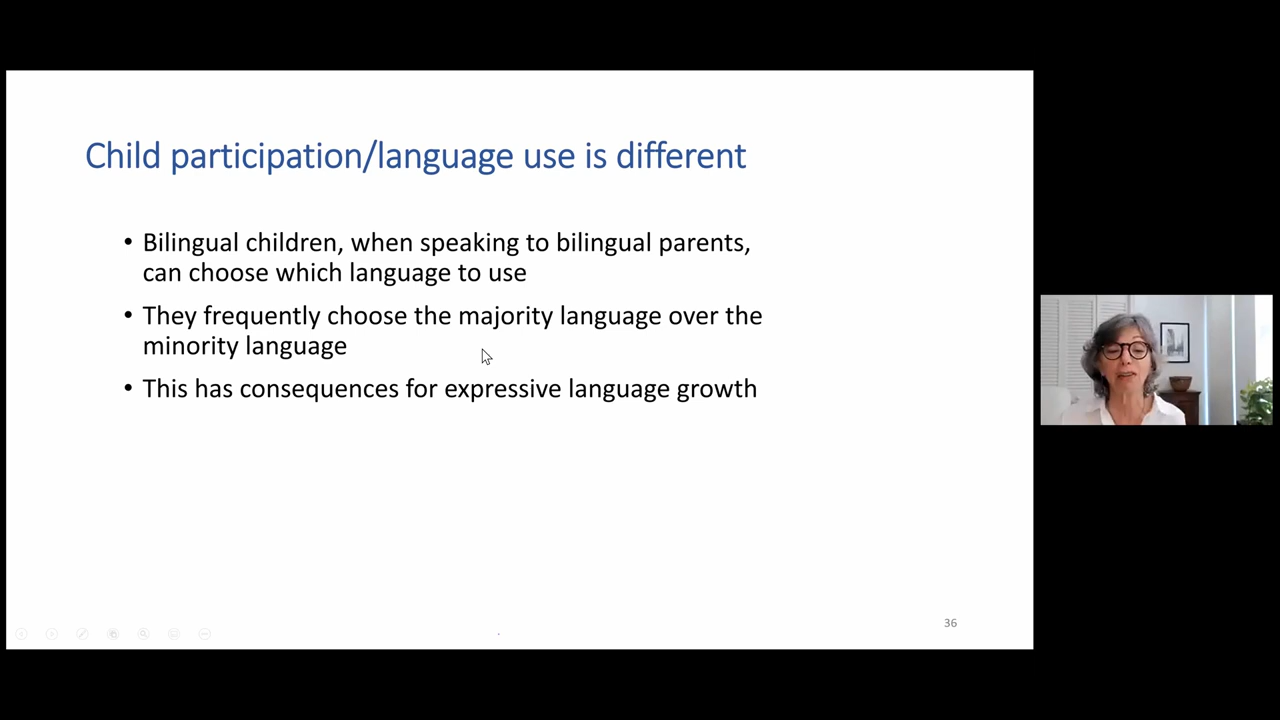 Child participation/language use is different
• Bilingual children, when speaking to bilingual parents,
can choose which language to use
• They frequently choose the majority language over the
minority language
• This has consequences for expressive language growth
36